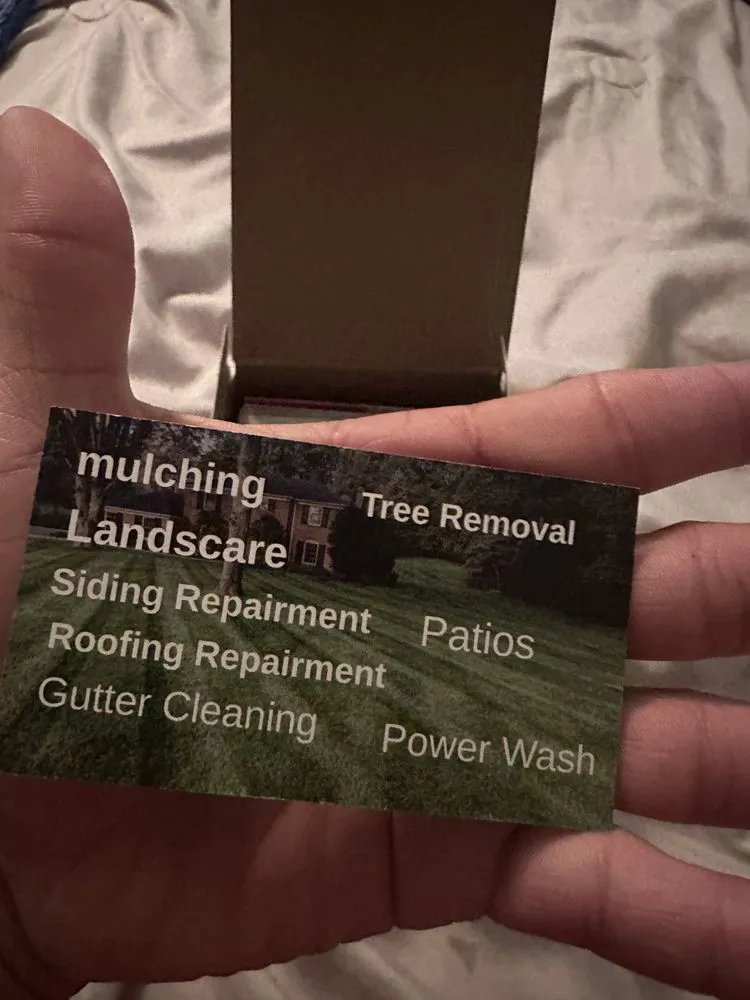 mulching
Tree Removal
Landscare
Siding Repairment
Patios
Roofing Repairment
Gutter Cleaning
Power Wash